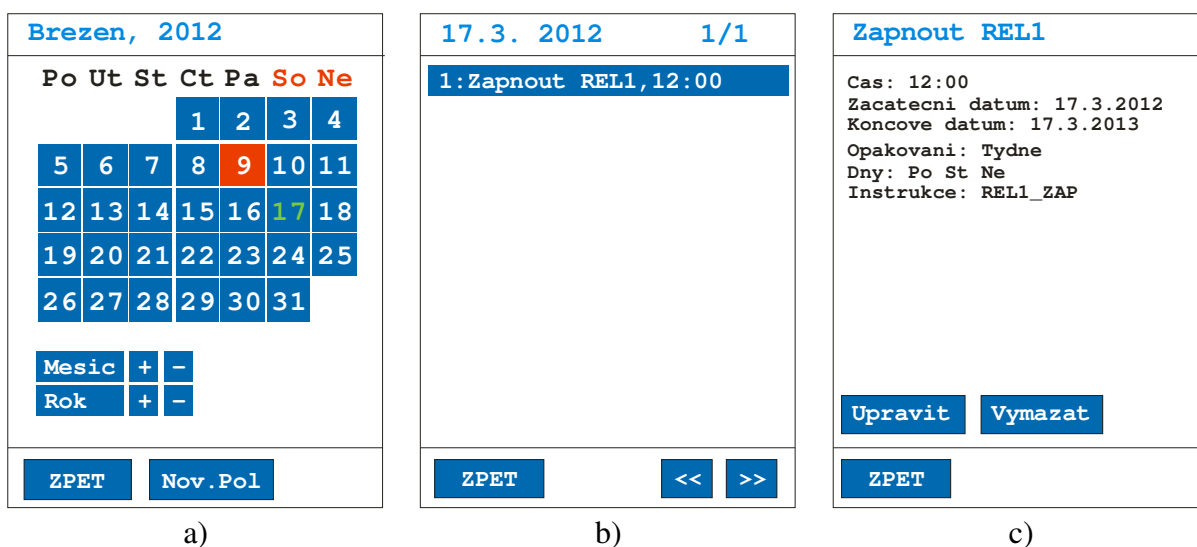 Brezen, 2012
Po Ut St Ct Pa So Ne
1 2 3 4
5 6 7 8 9 10 11
12 13 14 15 16 17 18
19 20 21 22 23 24 25
26 27 28 29 30 31
Mesic + -
Rok + -
ZPET Nov.Pol
a)
17.3. 2012 1/1
1:Zapnout REL1,12:00
ZPET << >>
b)
Zapnout REL1
Cas: 12:00
Zacatecni datum: 17.3.2012
Koncove datum: 17.3.2013
Opakovani: Tydne
Dny: Po St Ne
Instrukce: REL1_ZAP
Upravit Vymazat
ZPET
c)